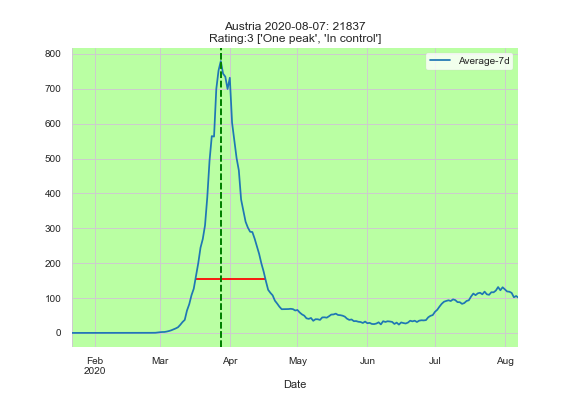 Austria 2020-08-07: 21837
Rating:3 ['One peak', 'In control']
800
Average-7d
700
600
500
400
300
200
100
0
Feb Mar Apr May Jun Jul Aug
2020
Date